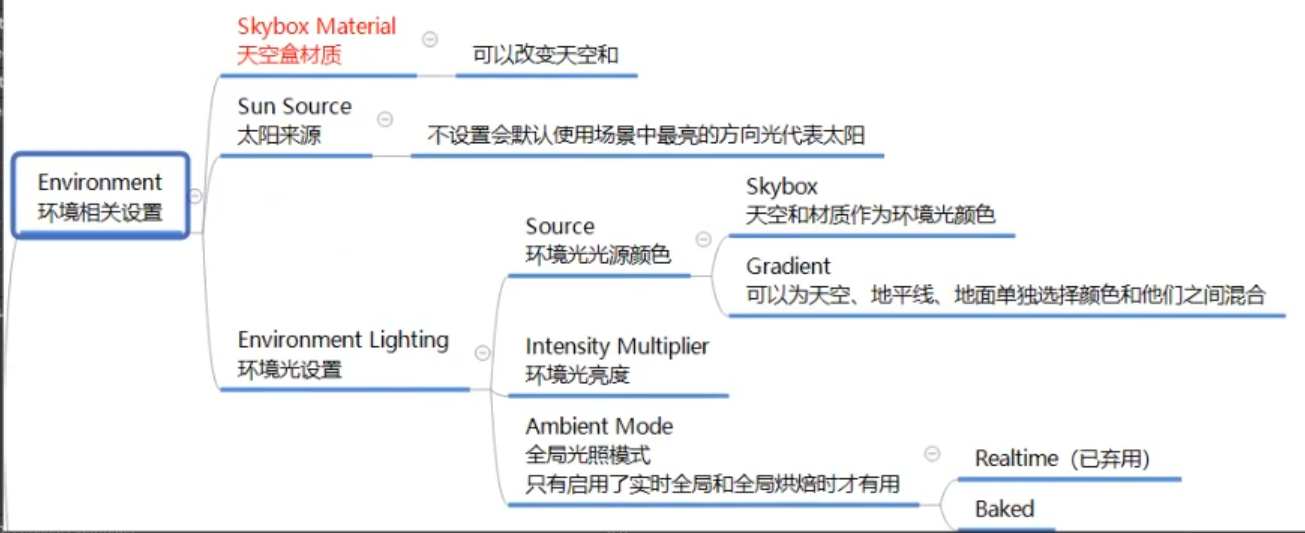 Skybox Material
天空盒材质
可以改变天空和
Sun Source
太阳来源
不设置会默认使用场景中最亮的方向光代表太阳
Environment
环境相关设置
Skybox
天空和材质作为环境光颜色
Source
环境光光源颜色
Gradient
可以为天空、地平线、地面单独选择颜色和他们之间混合
Environment Lighting
环境光设置
Intensity Multiplier
环境光亮度
Ambient Mode
全局光照模式
只有启用了实时全局和全局烘焙时才有用
Realtime（已弃用）
Baked